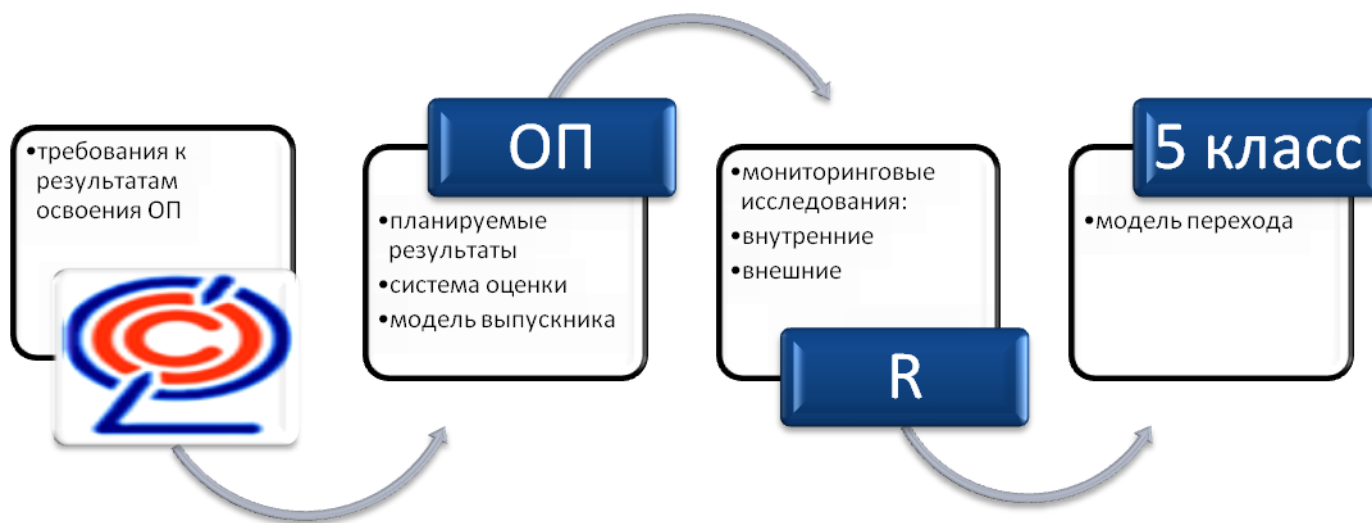 •требования к
результатам
освоения ОП
ОП
•планируемые
результаты
•система оценки
•модель выпускника
•мониторинговые
исследования:
•внутренние
•внешние
R
5 класс
•модель перехода